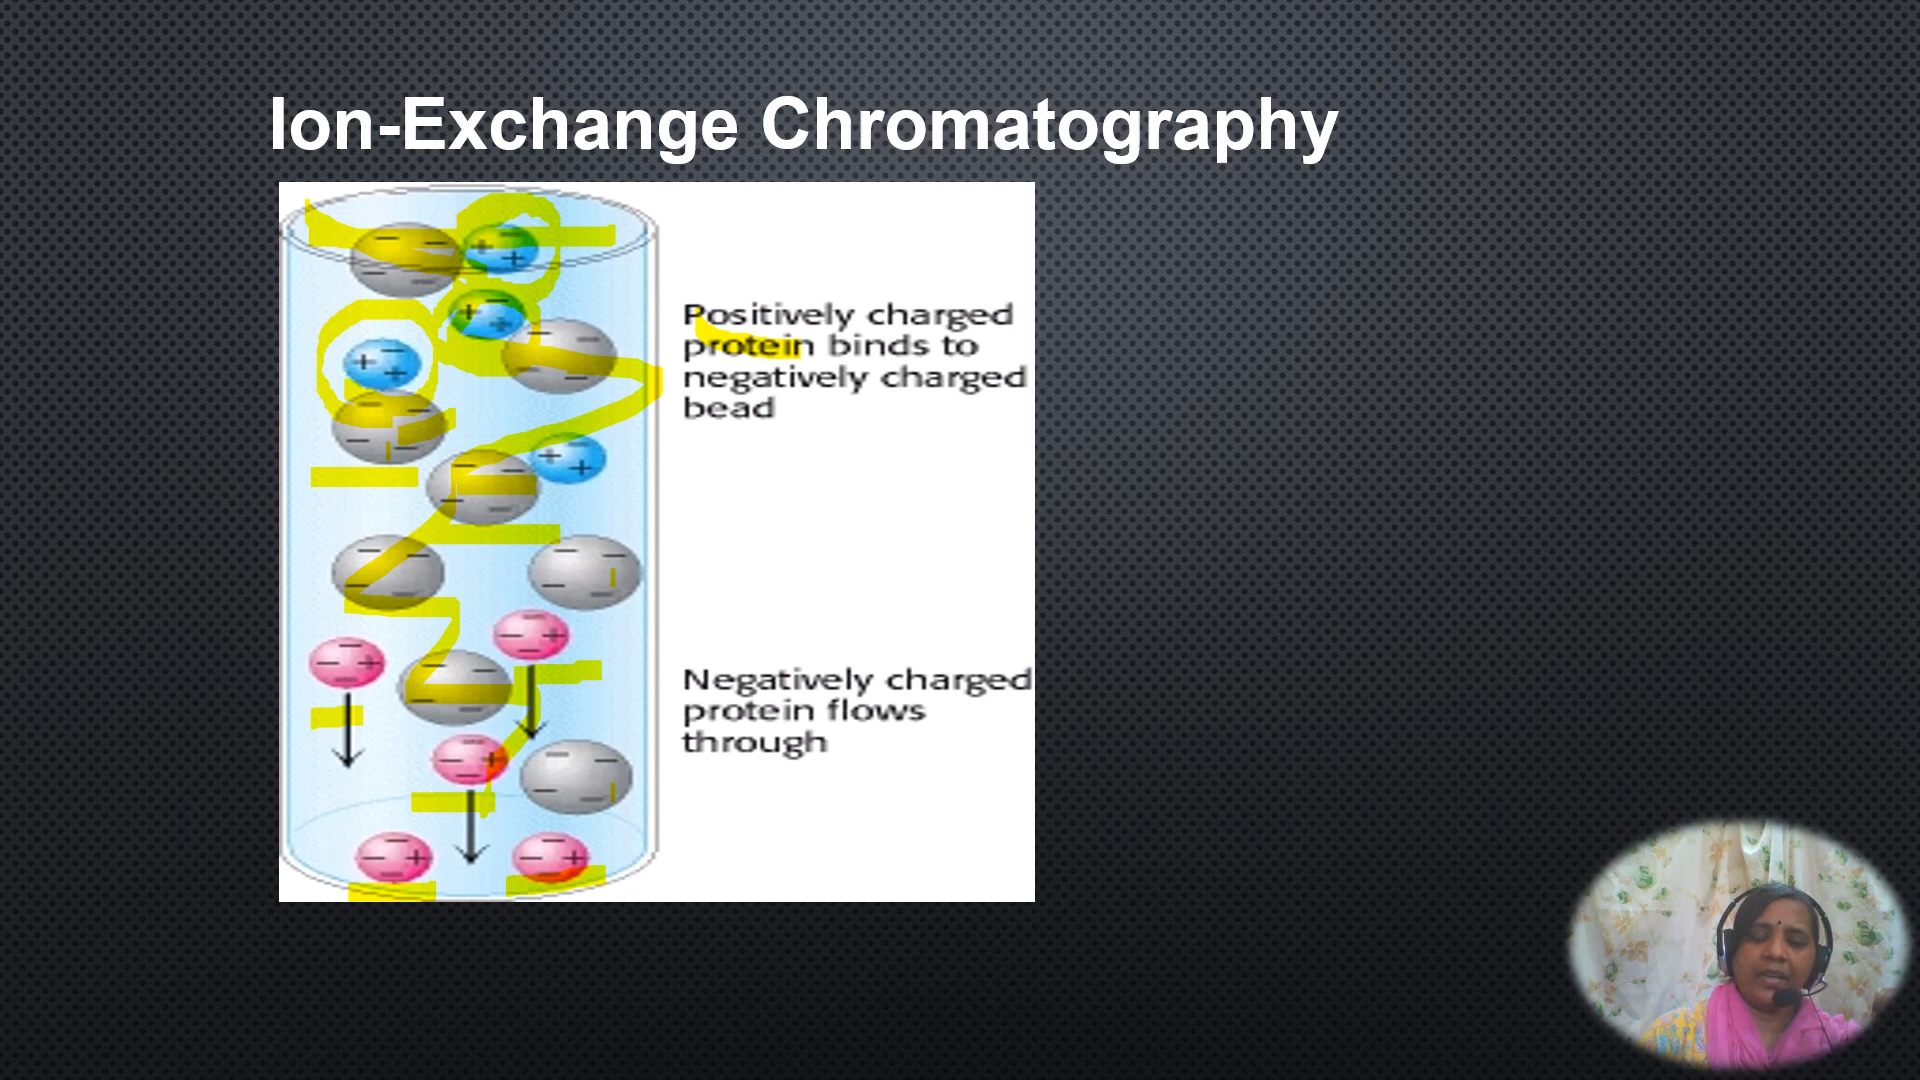 Ion-Exchange Chromatography
Positively charged
protein binds to
negatively charged
bead
Negatively charged
protein flows
through